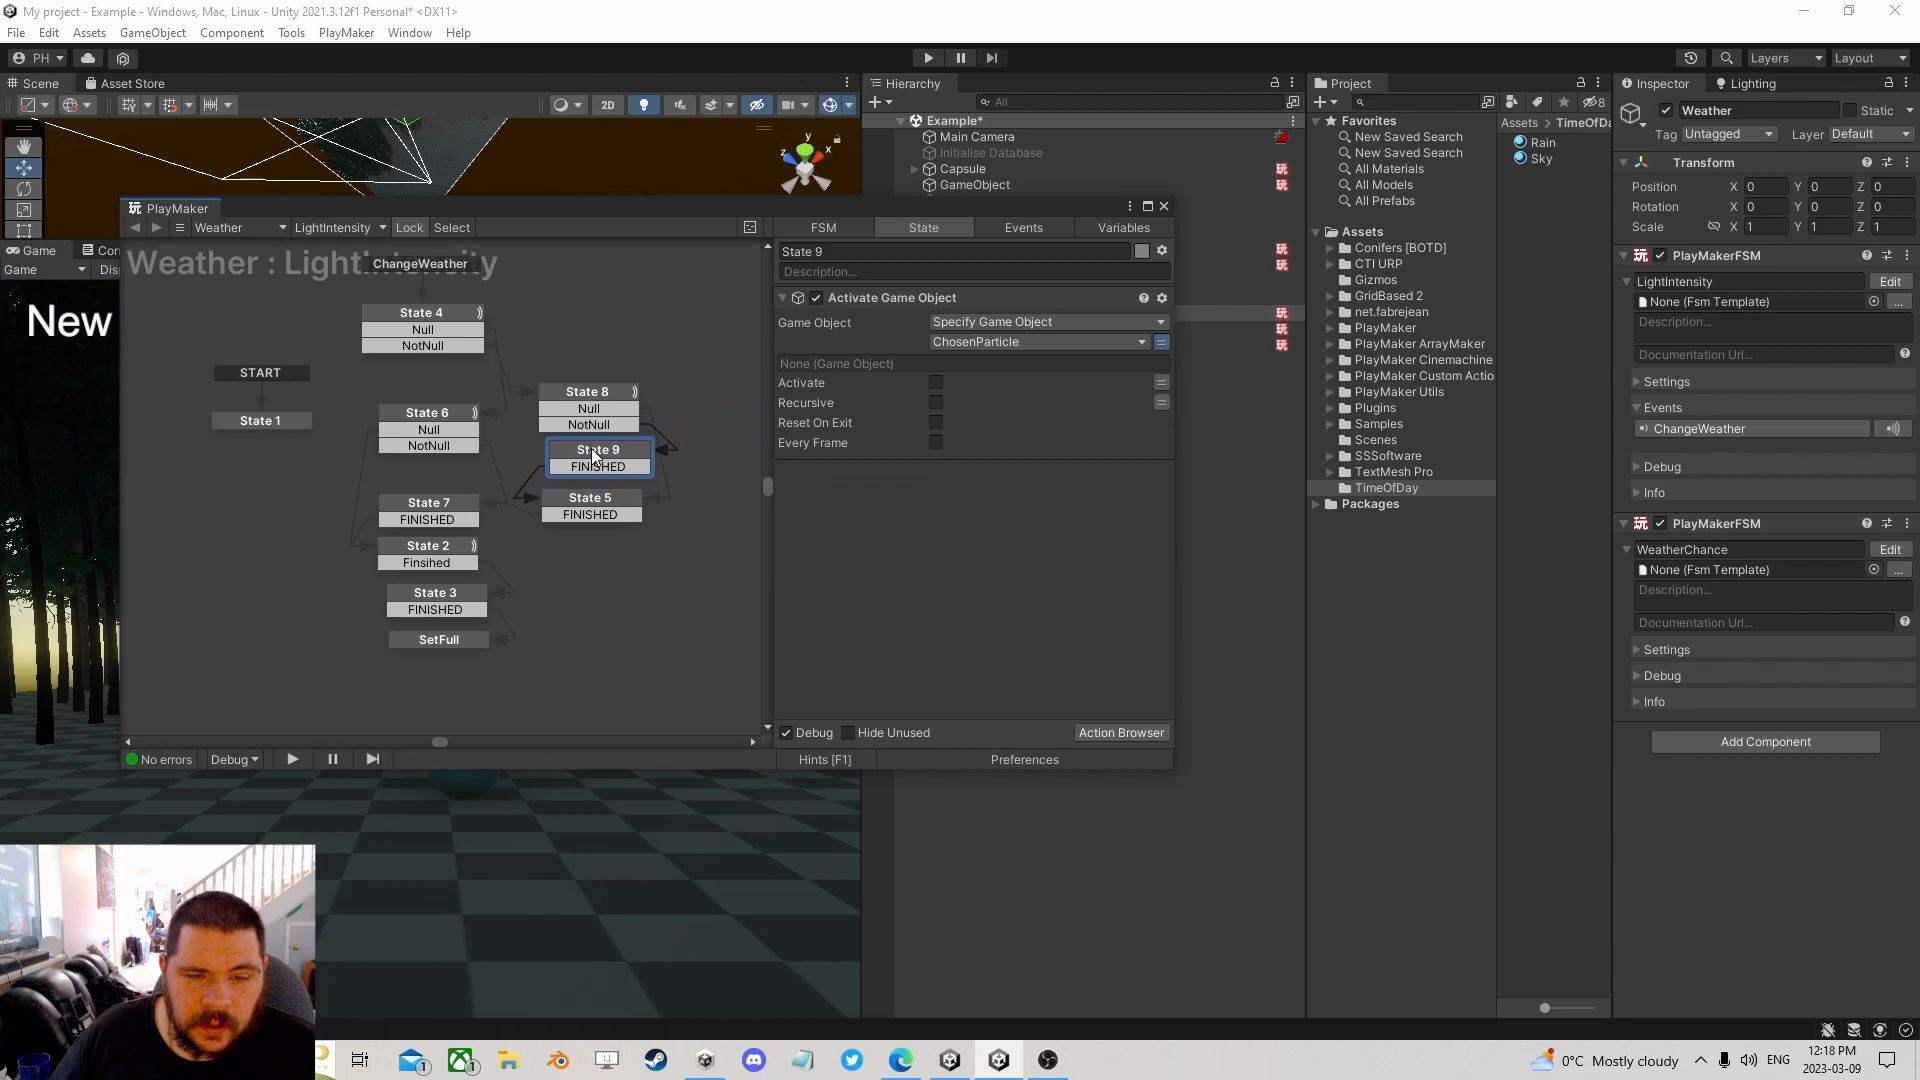 My project - Example - Windows, Mac, Linux - Unity 2021.3.12f1 Personal* <DX11>
File Edit Assets GameObject Component Tools PlayMaker Window Help
PH
Layers
Layout
Scene
Asset Store
2D
y
x
Game
Con
Game
Dis
New
Hierarchy
All
Example*
Main Camera
Initialise Database
Capsule
GameObject
PlayMaker
Weather
LightIntensity
Lock
Select
FSM
State
Events
Variables
Weather : LightIntensity
ChangeWeather
State 4
Null
NotNull
START
State 1
State 6
Null
NotNull
State 8
Null
NotNull
State 9
FINISHED
State 5
FINISHED
State 7
FINISHED
State 2
Finsihed
State 3
FINISHED
SetFull
State 9
Description...
Activate Game Object
Game Object
Specify Game Object
ChosenParticle
None (Game Object)
Activate
Recursive
Reset On Exit
Every Frame
Debug
Hide Unused
Action Browser
No errors
Debug
Hints [F1]
Preferences
Project
8
Favorites
New Saved Search
New Saved Search
All Materials
All Models
All Prefabs
Assets
Conifers [BOTD]
CTI URP
Gizmos
GridBased 2
net.fabrejean
PlayMaker
PlayMaker ArrayMaker
PlayMaker Cinemachine
PlayMaker Custom Actio
PlayMaker Utils
Plugins
Samples
Scenes
SSSoftware
TextMesh Pro
TimeOfDay
Packages
Assets > TimeOfDa
Rain
Sky
Inspector
Lighting
Weather
Static
Tag Untagged
Layer Default
Transform
Position X 0 Y 0 Z 0
Rotation X 0 Y 0 Z 0
Scale X 1 Y 1 Z 1
PlayMakerFSM
LightIntensity
Edit
None (Fsm Template)
...
Description...
Documentation Url...
Settings
Events
ChangeWeather
Debug
Info
PlayMakerFSM
WeatherChance
Edit
None (Fsm Template)
...
Description...
Documentation Url...
Settings
Debug
Info
Add Component
1
1
0°C Mostly cloudy
ENG
12:18 PM
2023-03-09